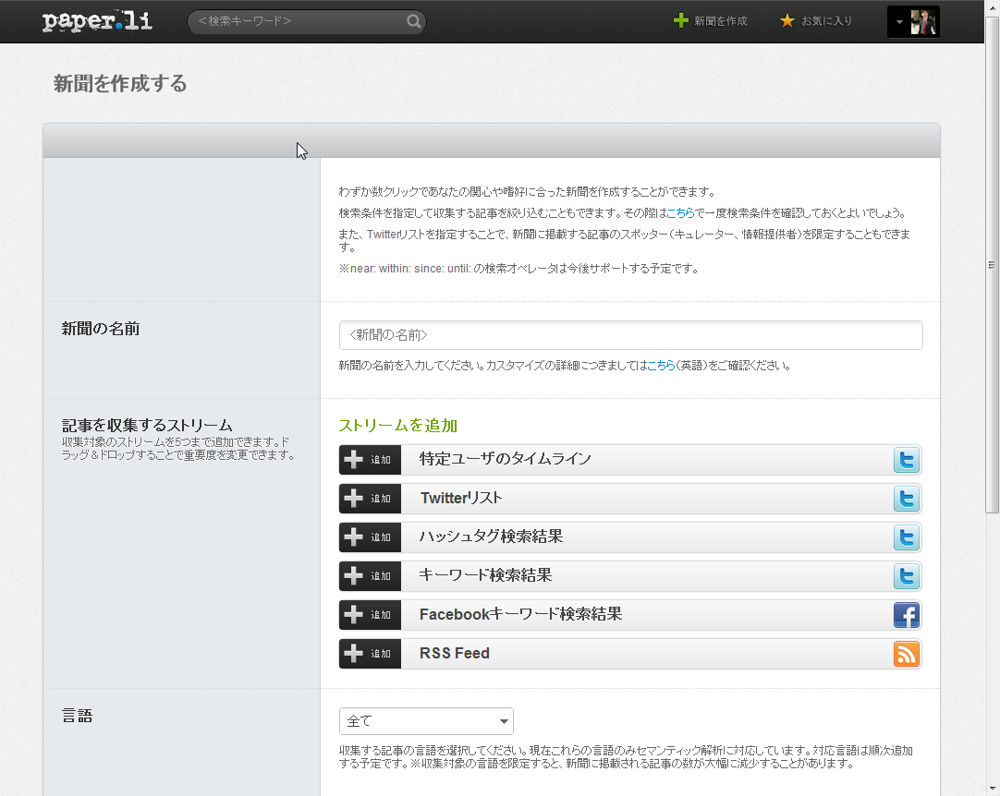 paper.li
<検索キーワード>
新聞を作成
お気に入り
新聞を作成する
わずか数クリックであなたの関心や嗜好に合った新聞を作成することができます。
検索条件を指定して収集する記事を絞り込むこともできます。その際はこちらで一度検索条件を確認しておくとよいでしょう。
また、Twitterリストを指定することで、新聞に掲載する記事のスポッター(キュレーター、情報提供者)を限定することもできま
す。
※near: within: since: until: の検索オペレータは今後サポートする予定です。
新聞の名前
<新聞の名前>
新聞の名前を入力してください。カスタマイズの詳細につきましてはこちら(英語)をご確認ください。
記事を収集するストリーム
収集対象のストリームを5つまで追加できます。ド
ラッグ＆ドロップすることで重要度を変更できます。
ストリームを追加
追加 特定ユーザのタイムライン
追加 Twitterリスト
追加 ハッシュタグ検索結果
追加 キーワード検索結果
追加 Facebookキーワード検索結果
追加 RSS Feed
言語
全て
収集する記事の言語を選択してください。現在これらの言語のみセマンティック解析に対応しています。対応言語は順次追加
する予定です。※収集対象の言語を限定すると、新聞に掲載される記事の数が大幅に減少することがあります。